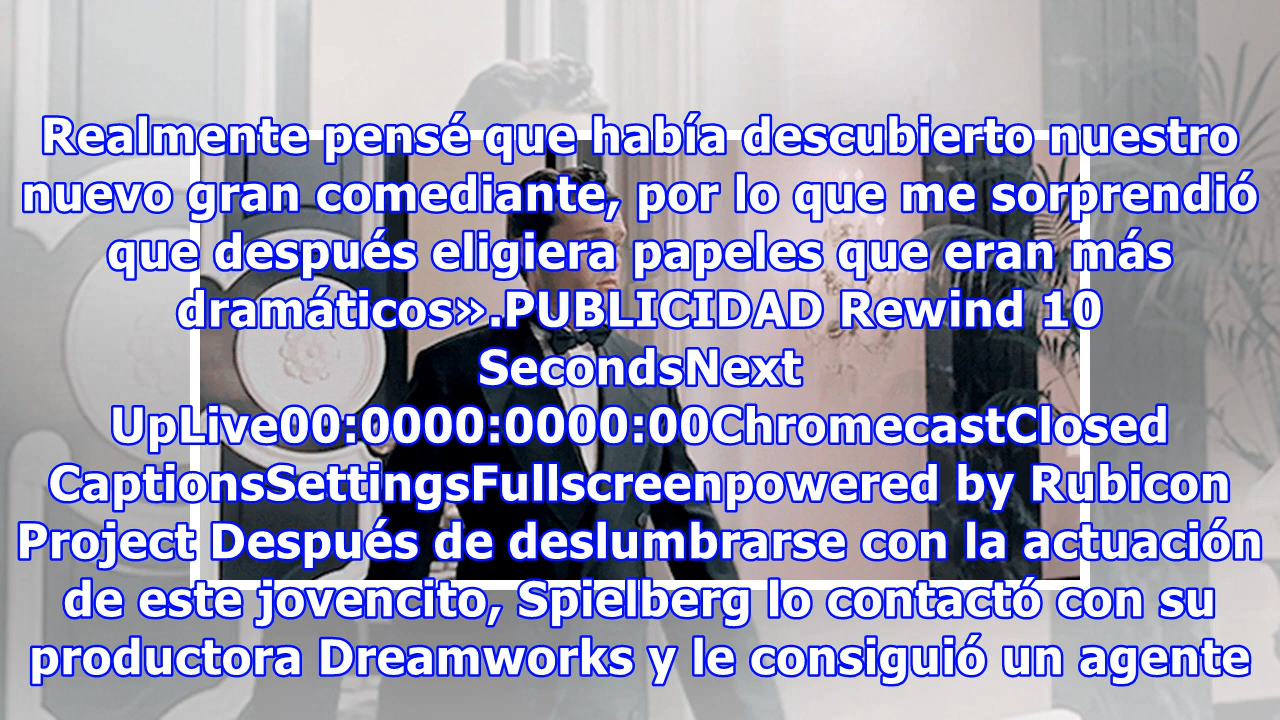 Realmente pensé que había descubierto nuestro
nuevo gran comediante, por lo que me sorprendió
que después eligiera papeles que eran más
dramáticos».PUBLICIDAD Rewind 10
SecondsNext
UpLive00:0000:0000:00ChromecastClosed
CaptionsSettingsFullscreenpowered by Rubicon
Project Después de deslumbrarse con la actuación
de este jovencito, Spielberg lo contactó con su
productora Dreamworks y le consiguió un agente